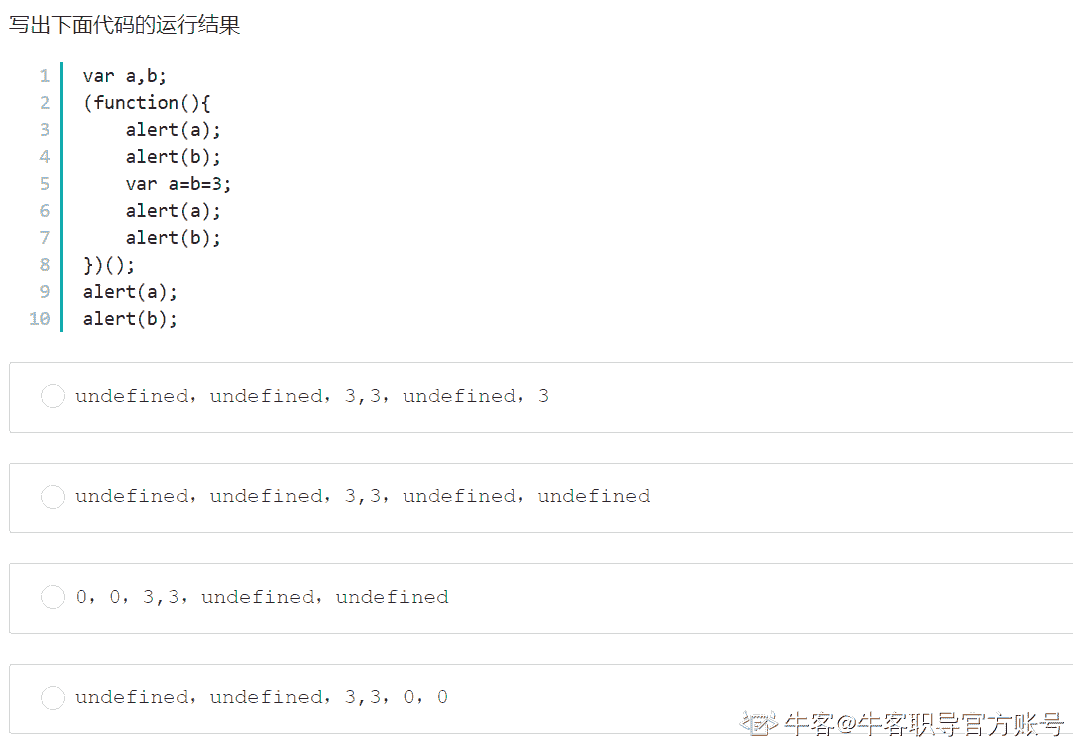 写出下面代码的运行结果
1 var a,b;
2 (function(){
3 alert(a);
4 alert(b);
5 var a=b=3;
6 alert(a);
7 alert(b);
8 })();
9 alert(a);
10 alert(b);
undefined，undefined，3,3，undefined，3
undefined，undefined，3,3，undefined，undefined
0，0，3,3，undefined，undefined
undefined，undefined，3,3，0，0
牛客@牛客职导官方账号